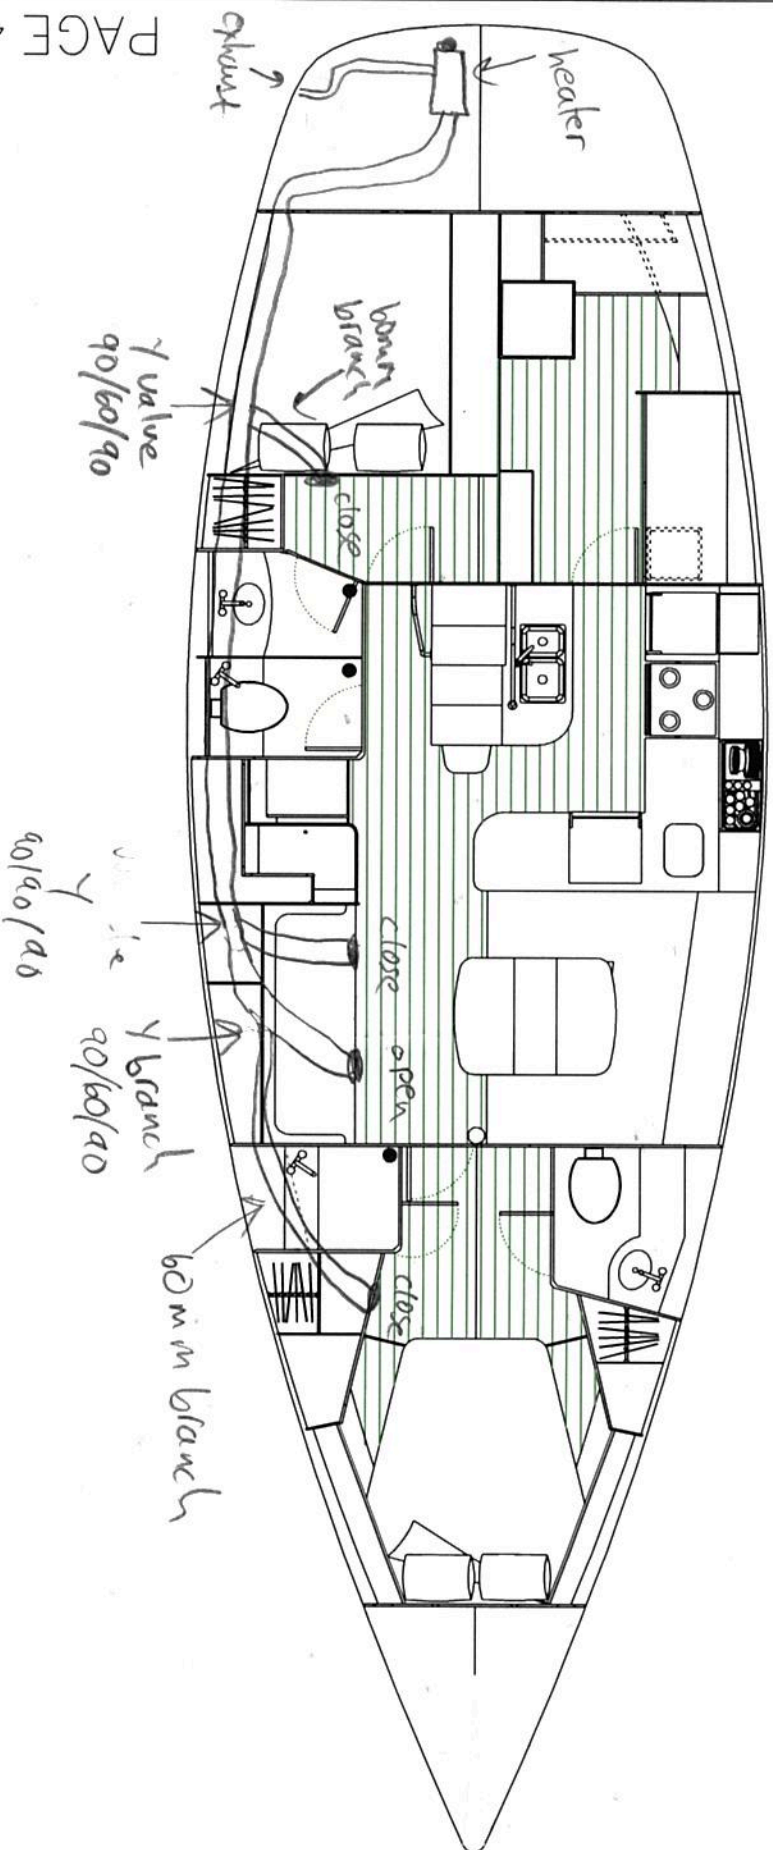 PAGE
exhaust
heater
60mm
branch
Y valve
90/60/90
close
close
Y
90/90/90
open
Y branch
90/60/90
60mm branch
close